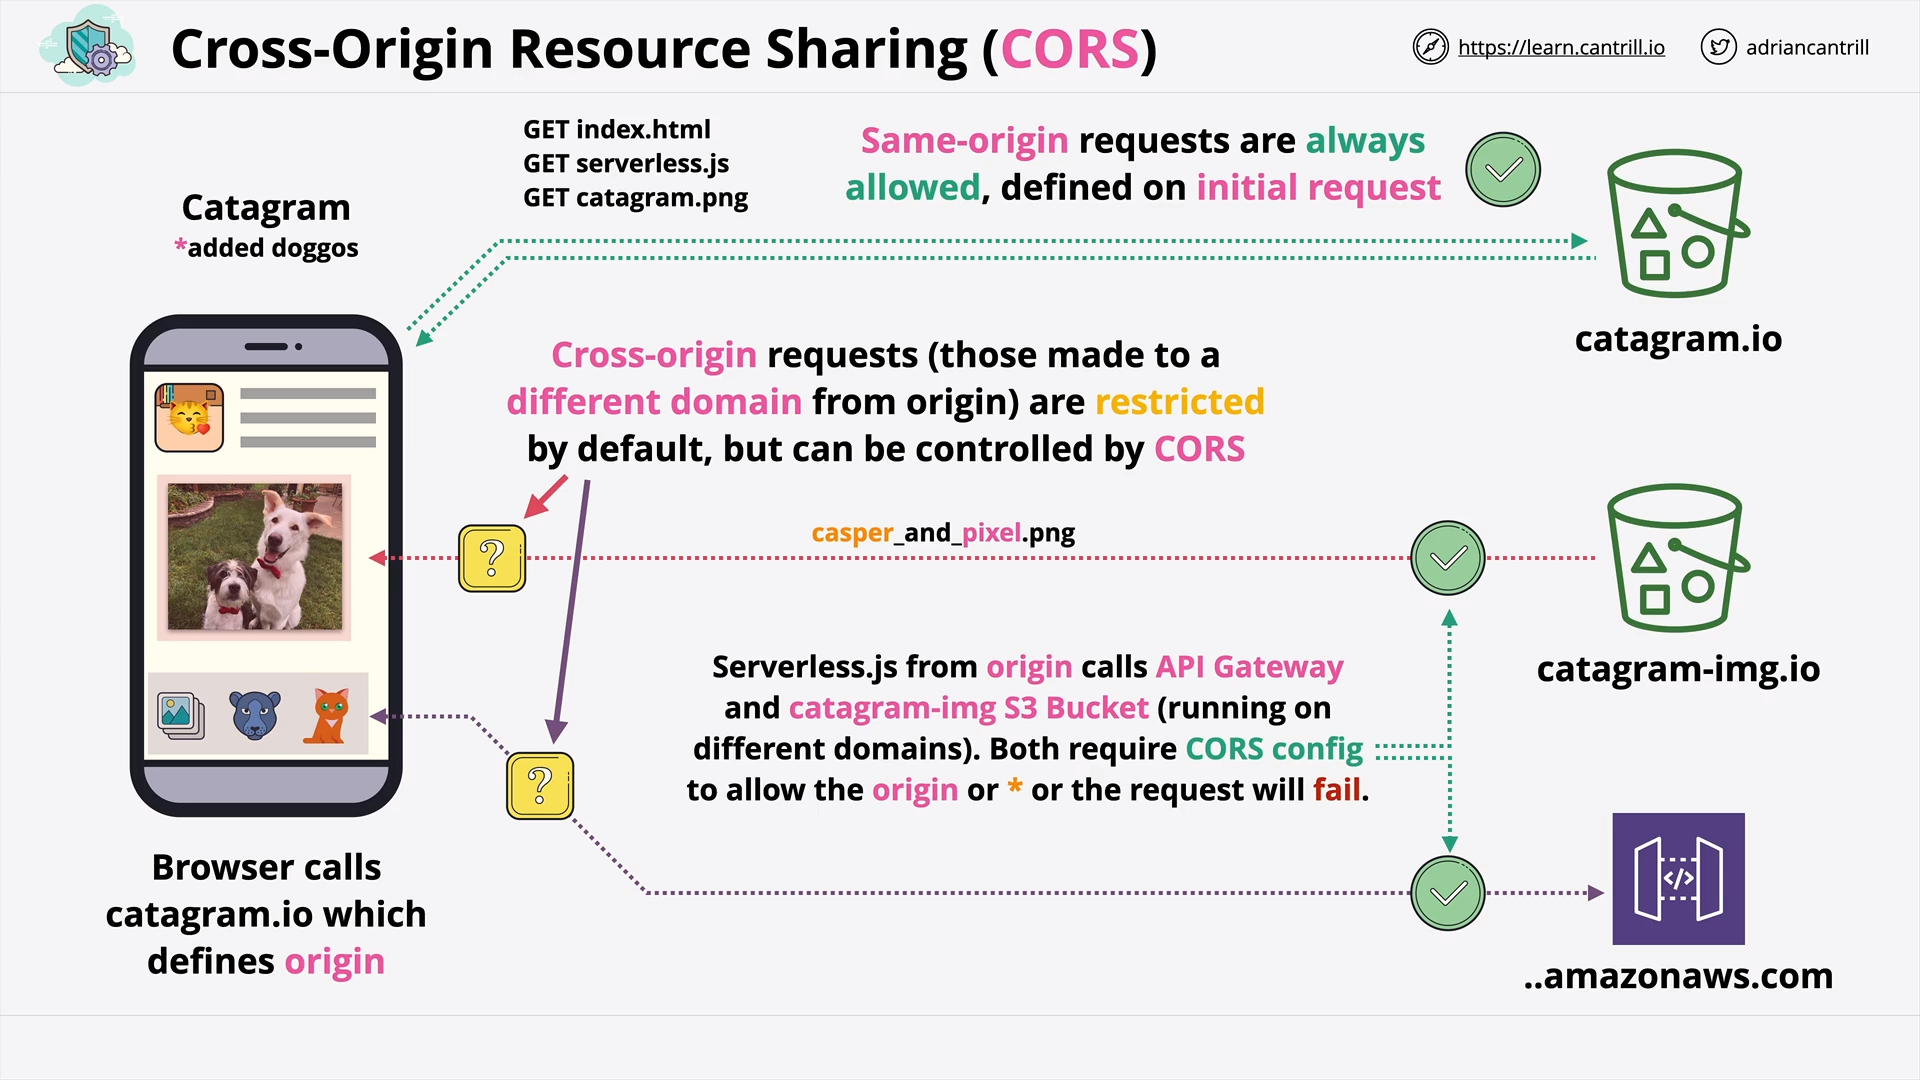 Cross-Origin Resource Sharing (CORS)
https://learn.cantrill.io
adriancantrill
GET index.html
GET serverless.js
GET catagram.png
Same-origin requests are always
allowed, defined on initial request
Catagram
*added doggos
catagram.io
Cross-origin requests (those made to a
different domain from origin) are restricted
by default, but can be controlled by CORS
?
casper_and_pixel.png
catagram-img.io
Serverless.js from origin calls API Gateway
and catagram-img S3 Bucket (running on
different domains). Both require CORS config
to allow the origin or * or the request will fail.
?
</>
Browser calls
catagram.io which
defines origin
..amazonaws.com